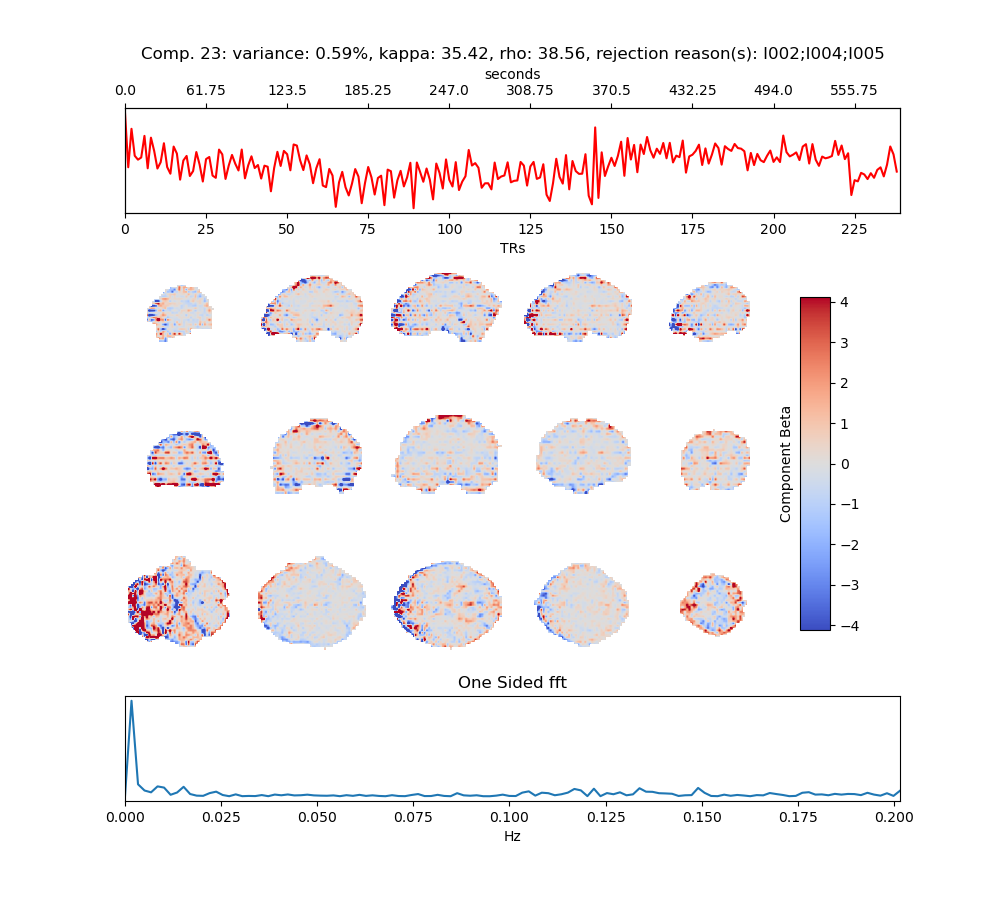 Comp. 23: variance: 0.59%, kappa: 35.42, rho: 38.56, rejection reason(s): I002;I004;I005
seconds
0.0 61.75 123.5 185.25 247.0 308.75 370.5 432.25 494.0 555.75
0 25 50 75 100 125 150 175 200 225
TRs
4
3
2
1
0
−1
−2
−3
−4
Component Beta
One Sided fft
0.000 0.025 0.050 0.075 0.100 0.125 0.150 0.175 0.200
Hz